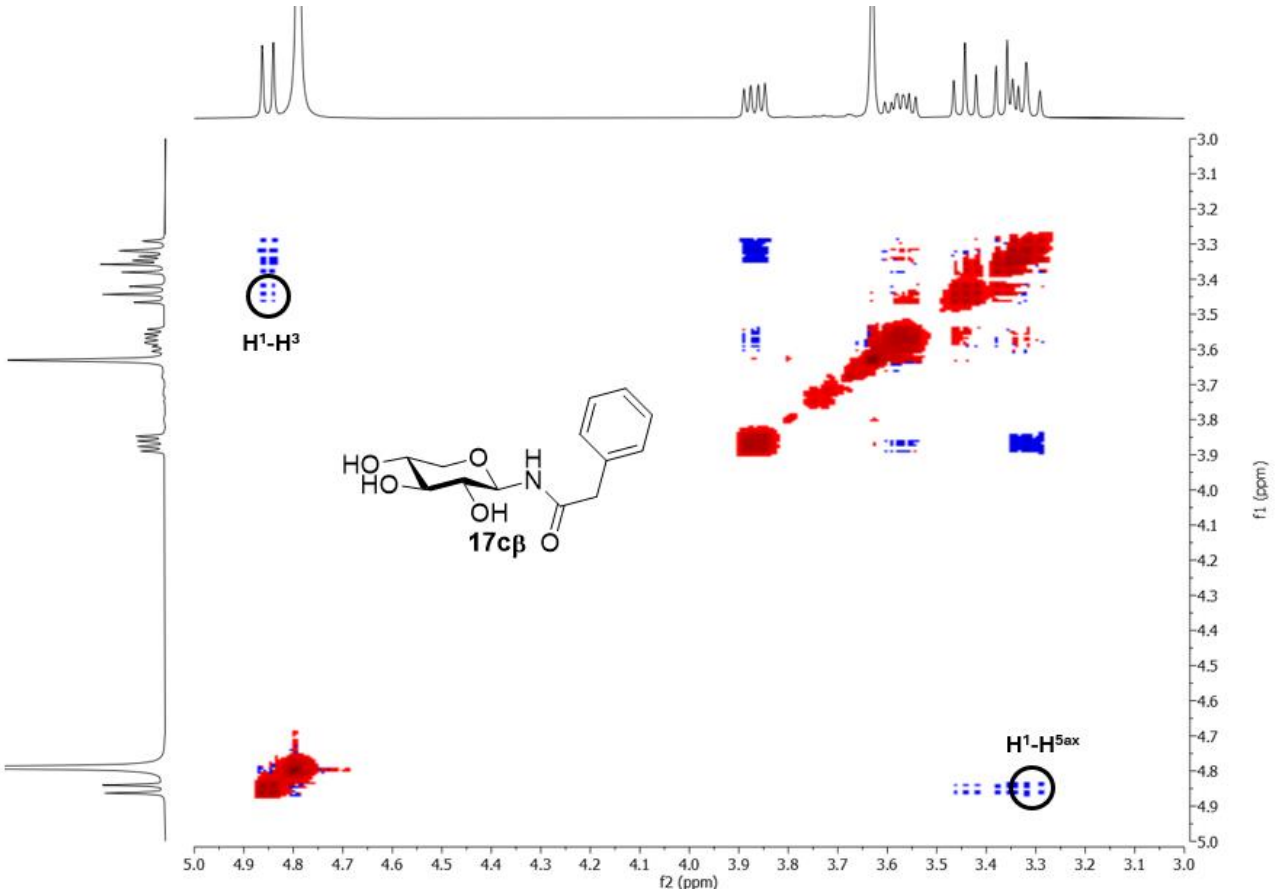 3.0
3.1
3.2
3.3
3.4
3.5
3.6
3.7
3.8
3.9
4.0
4.1
4.2
4.3
4.4
4.5
4.6
4.7
4.8
4.9
5.0
f1 (ppm)
H¹-H³
HO
HO
O
OH
H
N
O
17cβ
H¹-H⁵ᵃˣ
5.0 4.9 4.8 4.7 4.6 4.5 4.4 4.3 4.2 4.1 4.0 3.9 3.8 3.7 3.6 3.5 3.4 3.3 3.2 3.1 3.0
f2 (ppm)